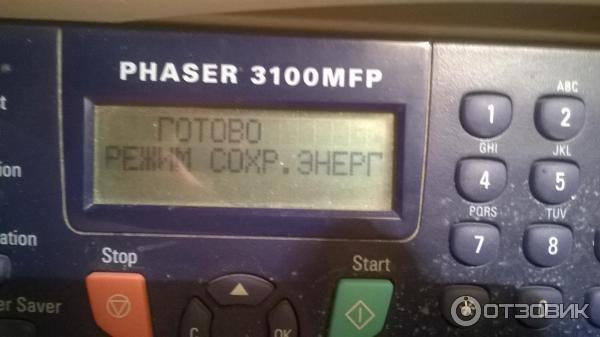 PHASER 3100MFP
ГОТОВО
РЕЖИМ СОХР.ЭНЕРГ
ABC
1 2
GHI JKL
4 5
PQRS TUV
7 8
Stop
Start
C OK
Saver
ОТЗОВИК